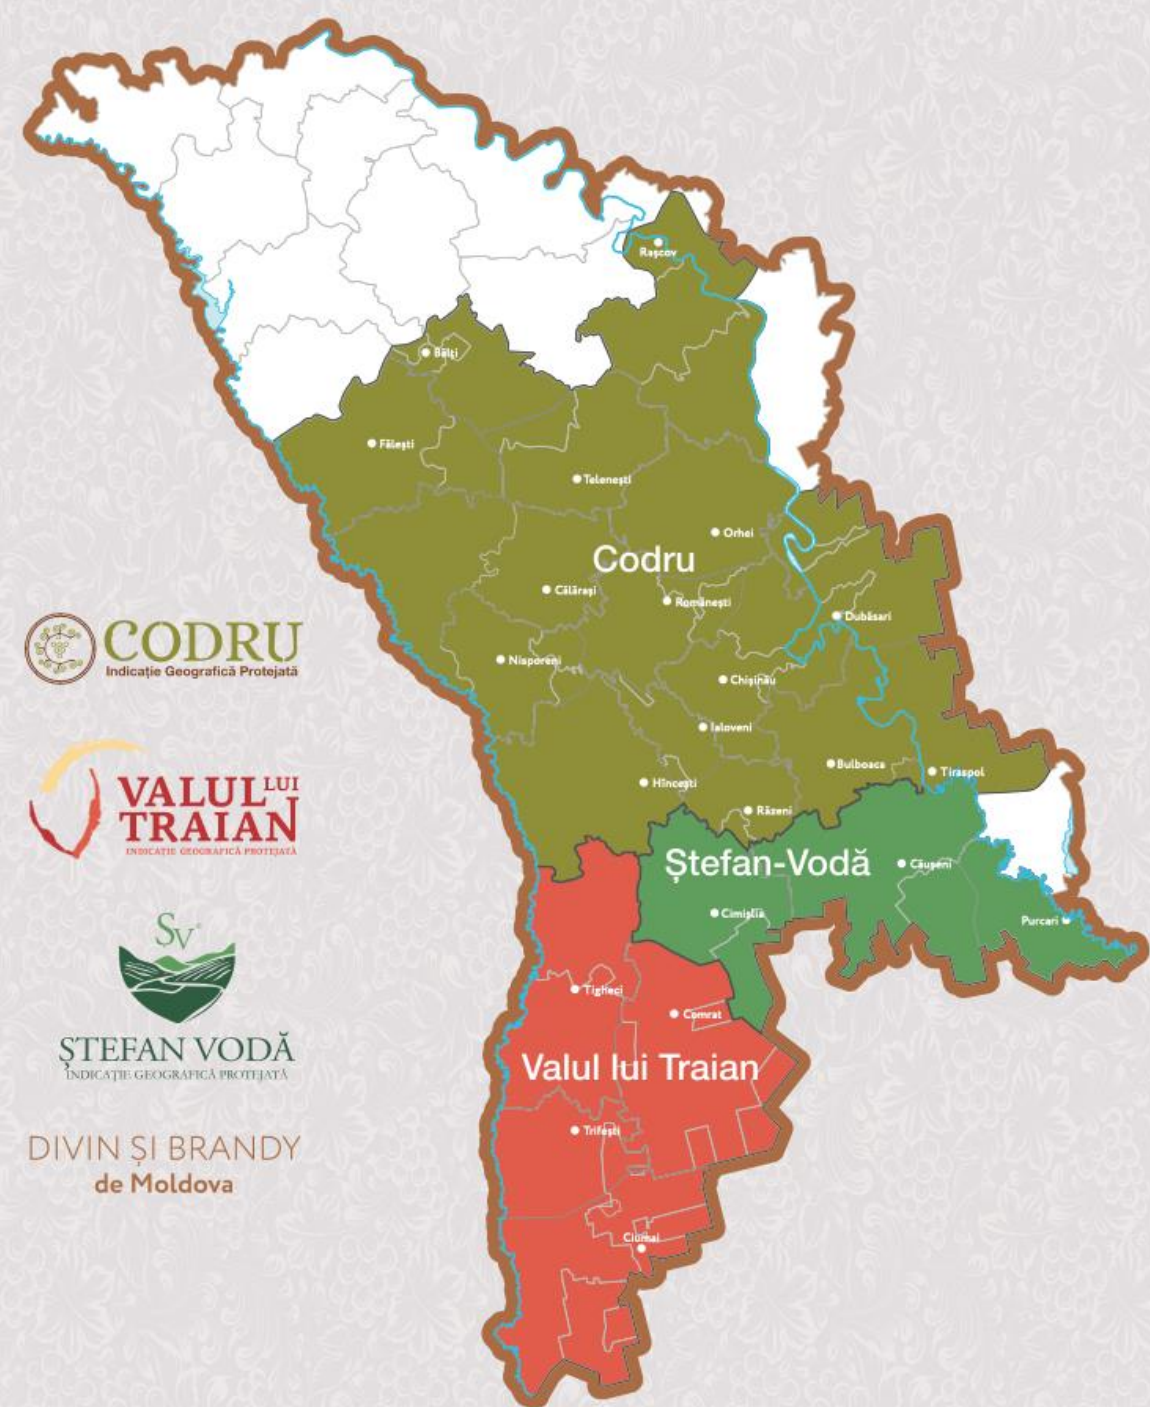 Rașcov
Bălți
Fălești
Telenești
Orhei
Codru
Călărași
Românești
Dubăsari
Nisporeni
Chișinău
Ialoveni
Bulboaca
Tiraspol
Hîncești
Răzeni
Ștefan-Vodă
Căușeni
Cimișlia
Purcari
Tigheci
Comrat
Valul lui Traian
Trifești
Ciumai
CODRU
Indicație Geografică Protejată
VALUL LUI
TRAIAN
INDICAȚIE GEOGRAFICĂ PROTEJATĂ
SV
ȘTEFAN VODĂ
INDICAȚIE GEOGRAFICĂ PROTEJATĂ
DIVIN ȘI BRANDY
de Moldova